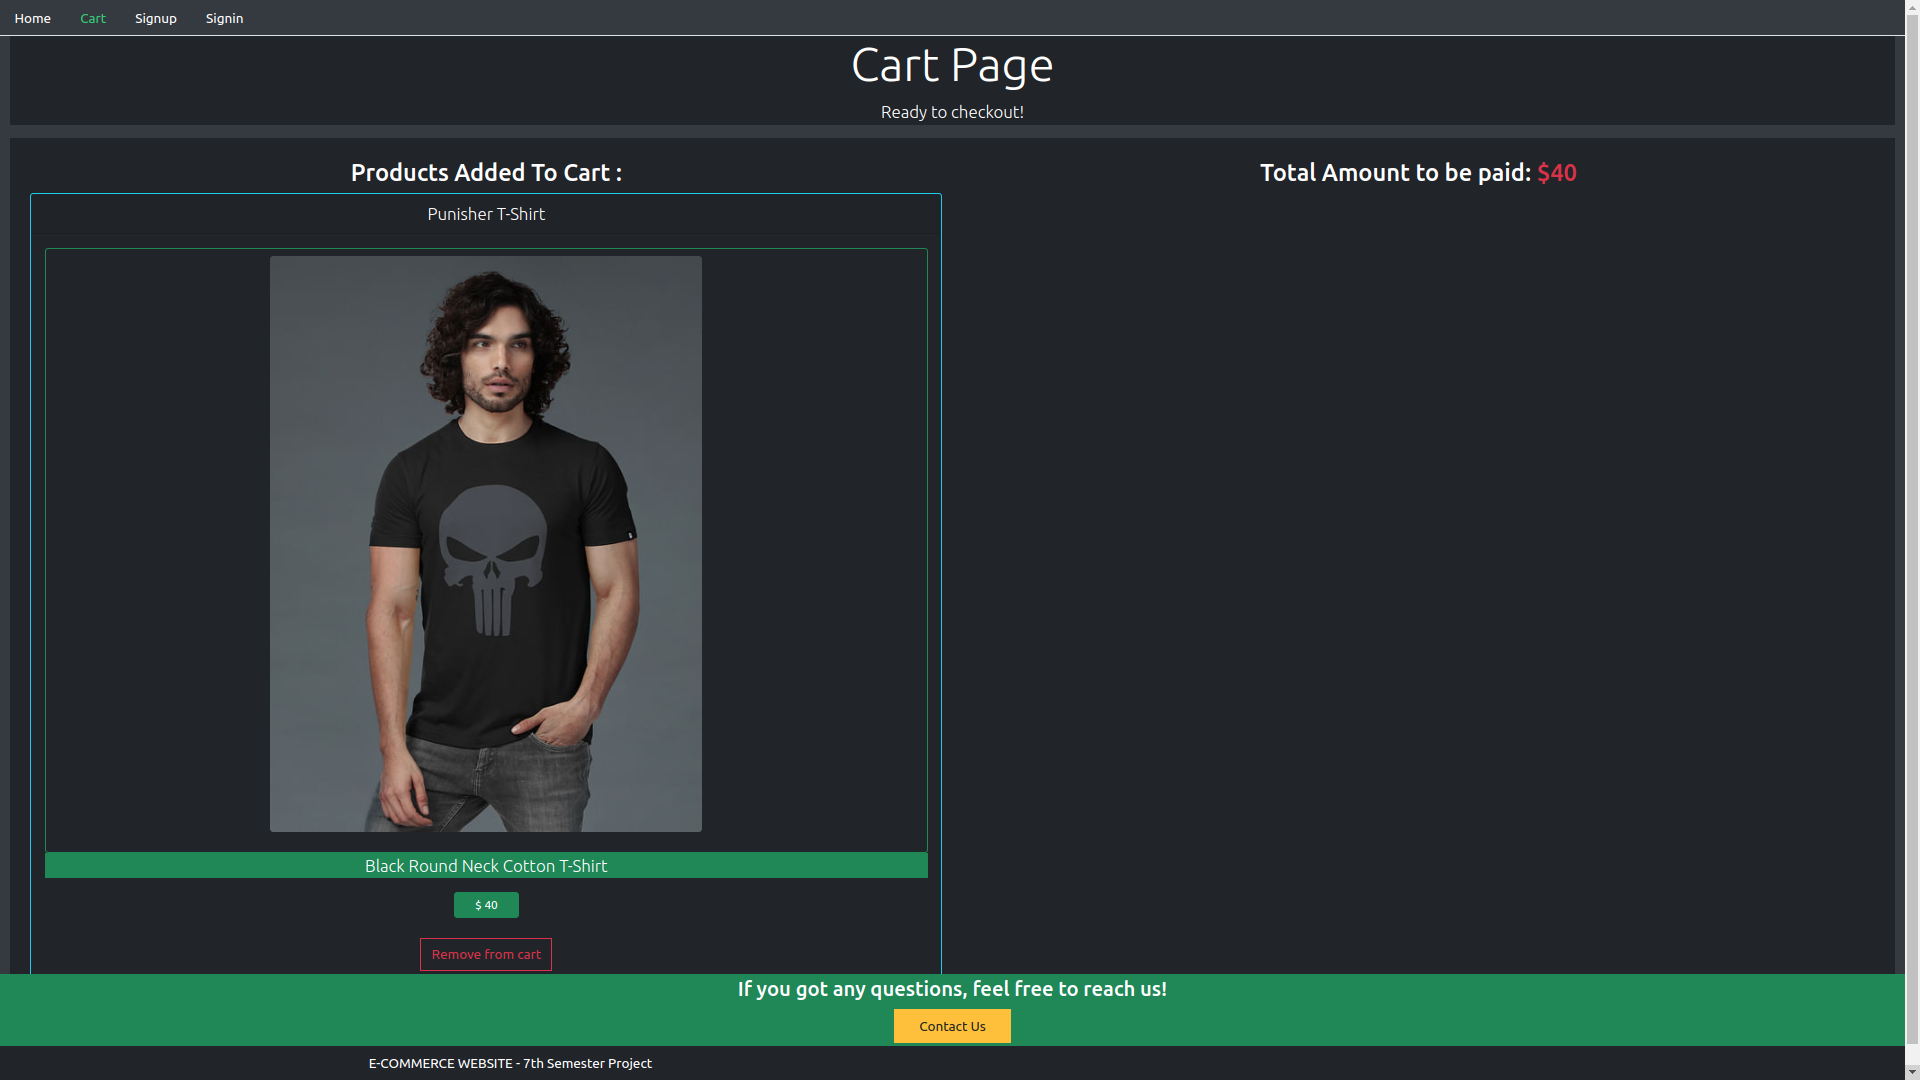 Home Cart Signup Signin
Cart Page
Ready to checkout!
Products Added To Cart :
Total Amount to be paid: $40
Punisher T-Shirt
Black Round Neck Cotton T-Shirt
$ 40
Remove from cart
If you got any questions, feel free to reach us!
Contact Us
E-COMMERCE WEBSITE - 7th Semester Project